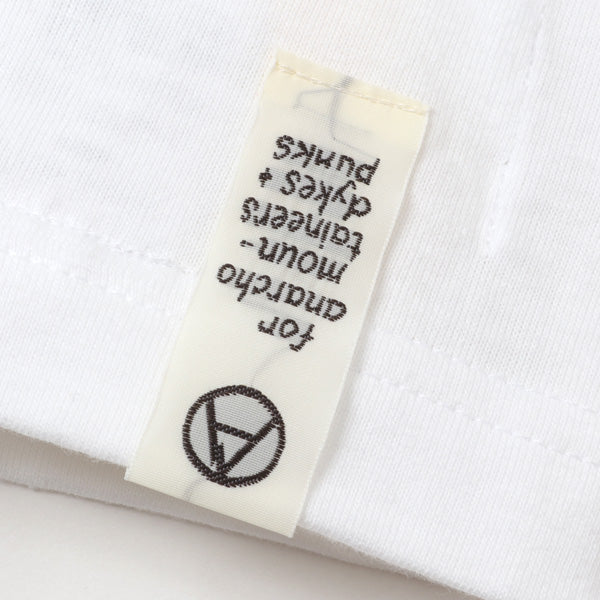 for
anarcho
moun-
taineers
dykes +
punks